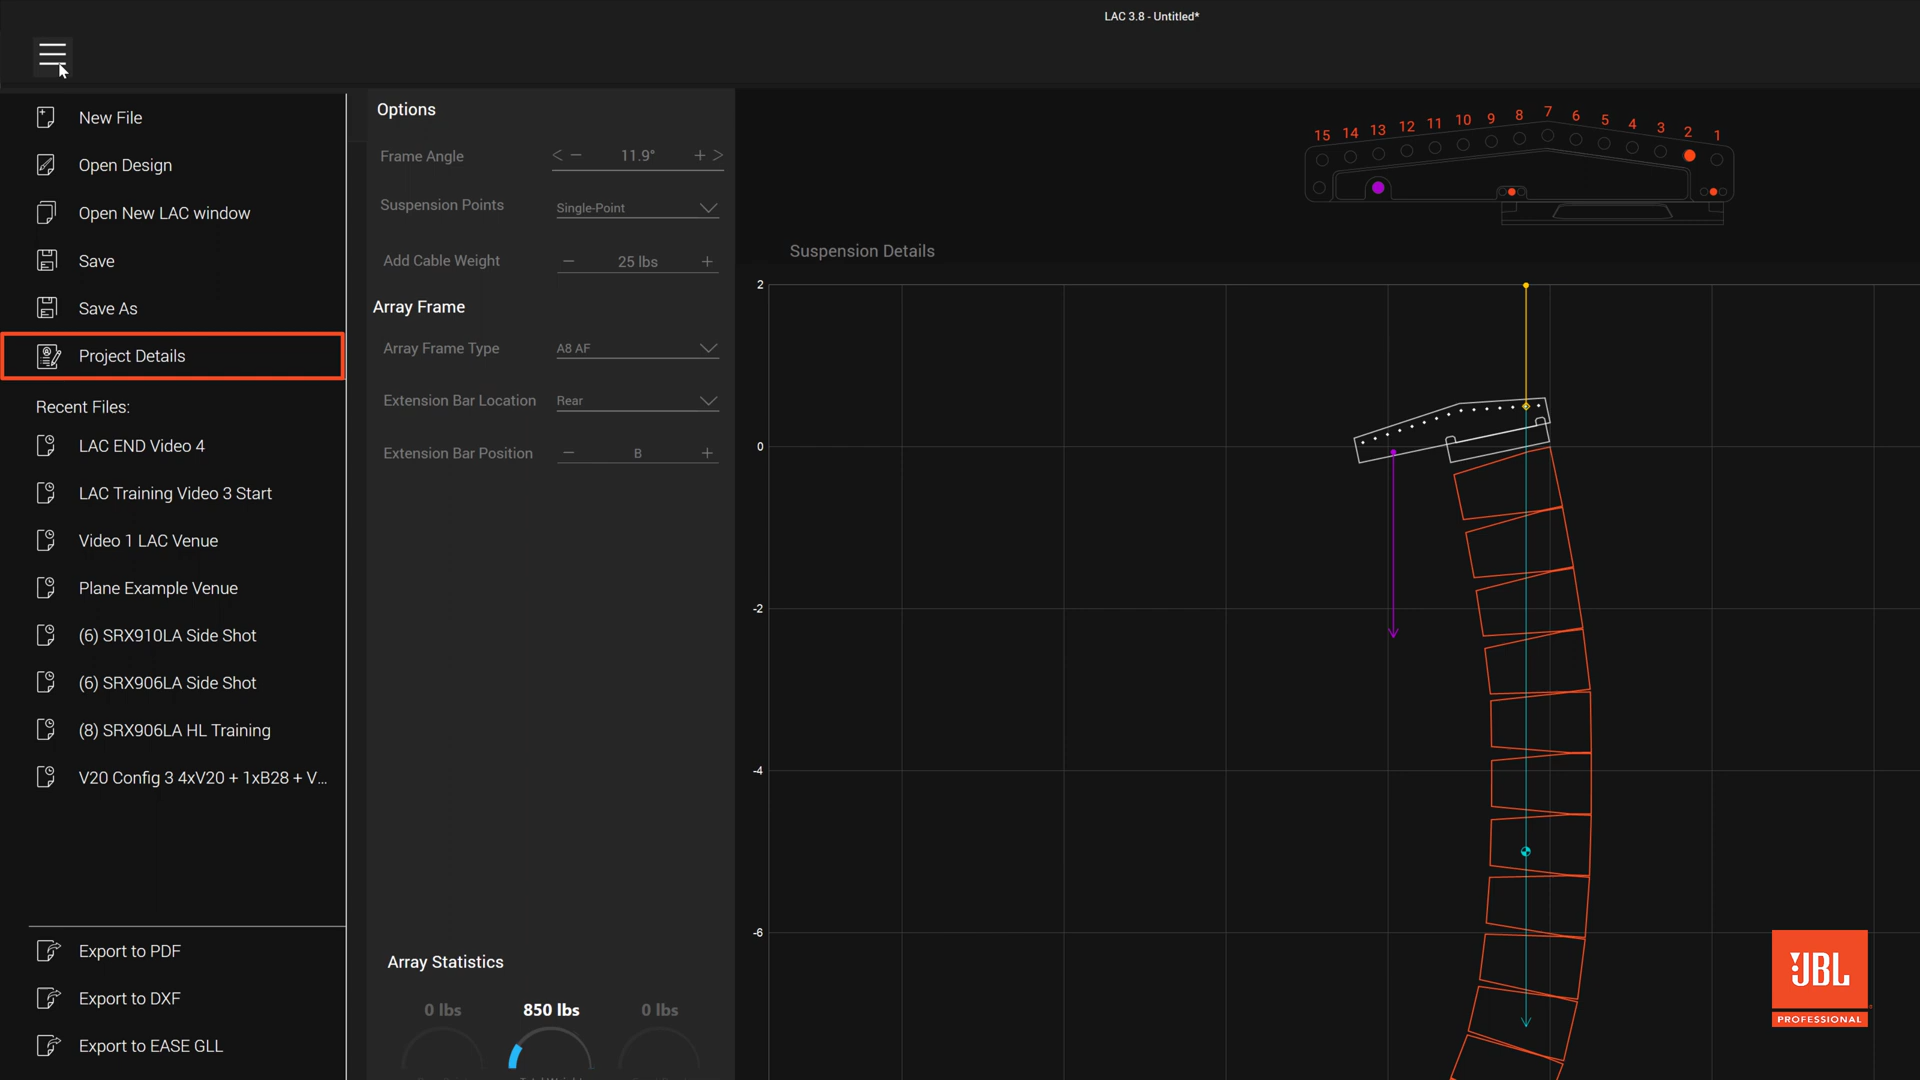 LAC 3.8 - Untitled*
New File
Open Design
Open New LAC window
Save
Save As
Project Details
Recent Files:
LAC END Video 4
LAC Training Video 3 Start
Video 1 LAC Venue
Plane Example Venue
(6) SRX910LA Side Shot
(6) SRX906LA Side Shot
(8) SRX906LA HL Training
V20 Config 3 4xV20 + 1xB28 + V...
Export to PDF
Export to DXF
Export to EASE GLL
Options
Frame Angle < − 11.9° + >
Suspension Points Single-Point
Add Cable Weight − 25 lbs +
Array Frame
Array Frame Type A8 AF
Extension Bar Location Rear
Extension Bar Position − B +
Array Statistics
0 lbs 850 lbs 0 lbs
15 14 13 12 11 10 9 8 7 6 5 4 3 2 1
Suspension Details
2
0
-2
-4
-6
JBL
PROFESSIONAL